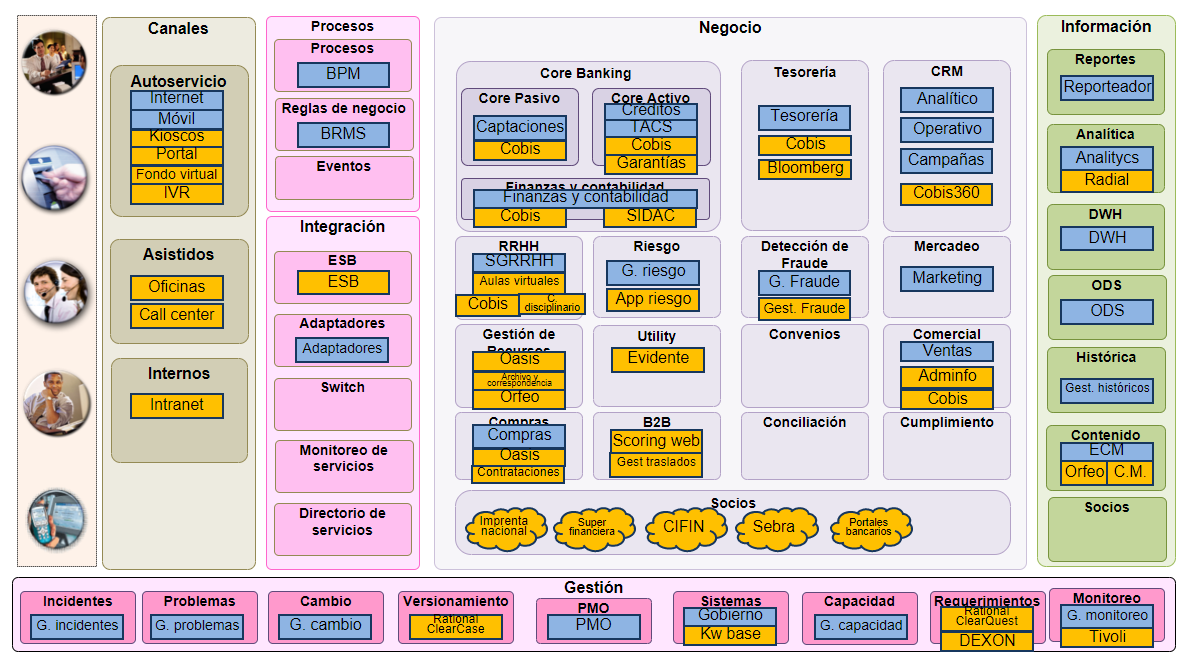 Canales
Autoservicio
Internet
Móvil
Kioscos
Portal
Fondo virtual
IVR
Asistidos
Oficinas
Call center
Internos
Intranet
Procesos
Procesos
BPM
Reglas de negocio
BRMS
Eventos
Integración
ESB
ESB
Adaptadores
Adaptadores
Switch
Monitoreo de
servicios
Directorio de
servicios
Negocio
Core Banking
Core Pasivo
Captaciones
Cobis
Core Activo
Créditos
TACS
Cobis
Garantías
Finanzas y contabilidad
Finanzas y contabilidad
Cobis
SIDAC
Tesorería
Tesorería
Cobis
Bloomberg
CRM
Analítico
Operativo
Campañas
Cobis360
RRHH
SGRRHH
Aulas virtuales
Cobis
C.
disciplinario
Riesgo
G. riesgo
App riesgo
Detección de
Fraude
G. Fraude
Gest. Fraude
Mercadeo
Marketing
Gestión de
Recursos
Oasis
Archivo y
correspondencia
Orfeo
Utility
Evidente
Convenios
Comercial
Ventas
Adminfo
Cobis
Compras
Compras
Oasis
Contrataciones
B2B
Scoring web
Gest traslados
Conciliación
Cumplimiento
Socios
Imprenta
nacional
Super
financiera
CIFIN
Sebra
Portales
bancarios
Información
Reportes
Reporteador
Analítica
Analitycs
Radial
DWH
DWH
ODS
ODS
Histórica
Gest. históricos
Contenido
ECM
Orfeo
C.M.
Socios
Gestión
Incidentes
G. incidentes
Problemas
G. problemas
Cambio
G. cambio
Versionamiento
Rational
ClearCase
PMO
PMO
Sistemas
Gobierno
Kw base
Capacidad
G. capacidad
Requerimientos
Rational
ClearQuest
DEXON
Monitoreo
G. monitoreo
Tivoli